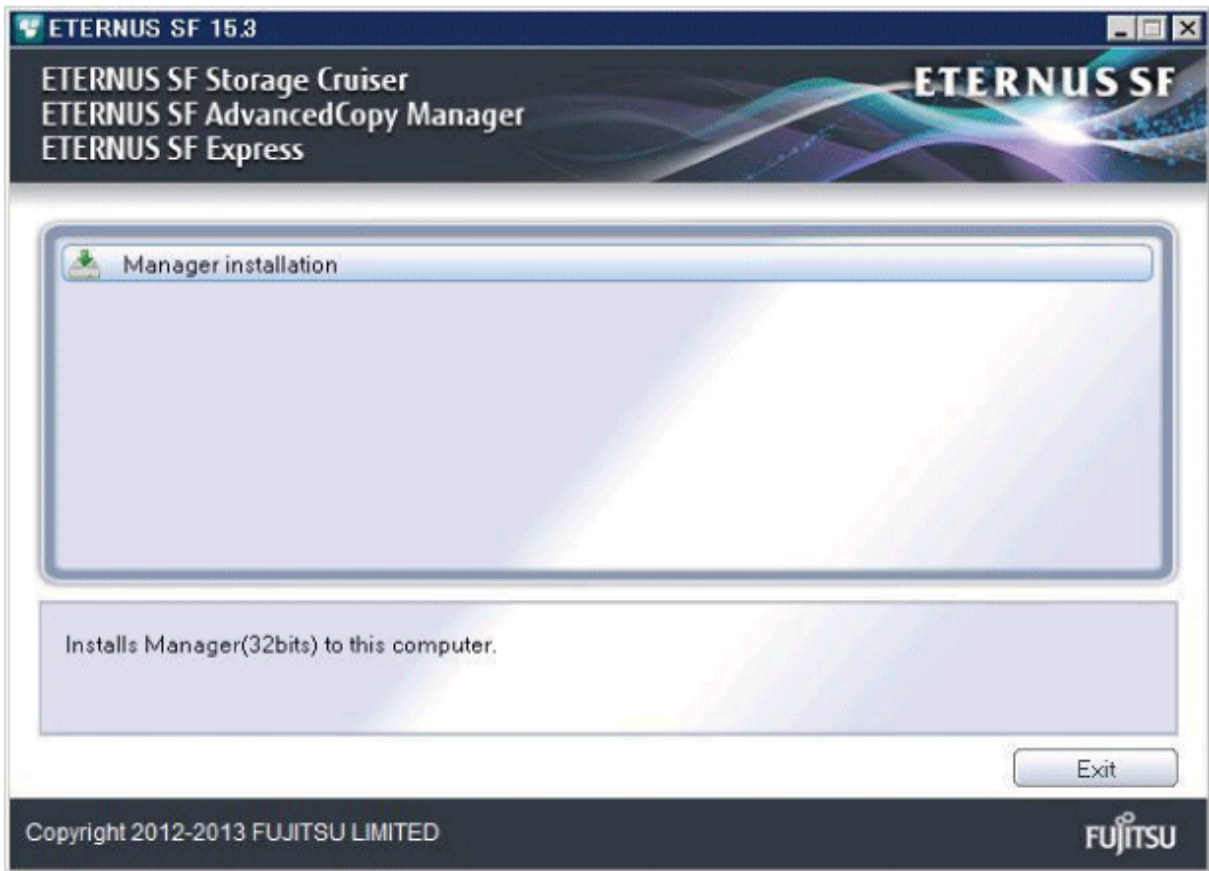 ETERNUS SF 15.3
ETERNUS SF Storage Cruiser
ETERNUS SF AdvancedCopy Manager
ETERNUS SF Express
ETERNUS SF
Manager installation
Installs Manager(32bits) to this computer.
Exit
Copyright 2012-2013 FUJITSU LIMITED
FUJITSU